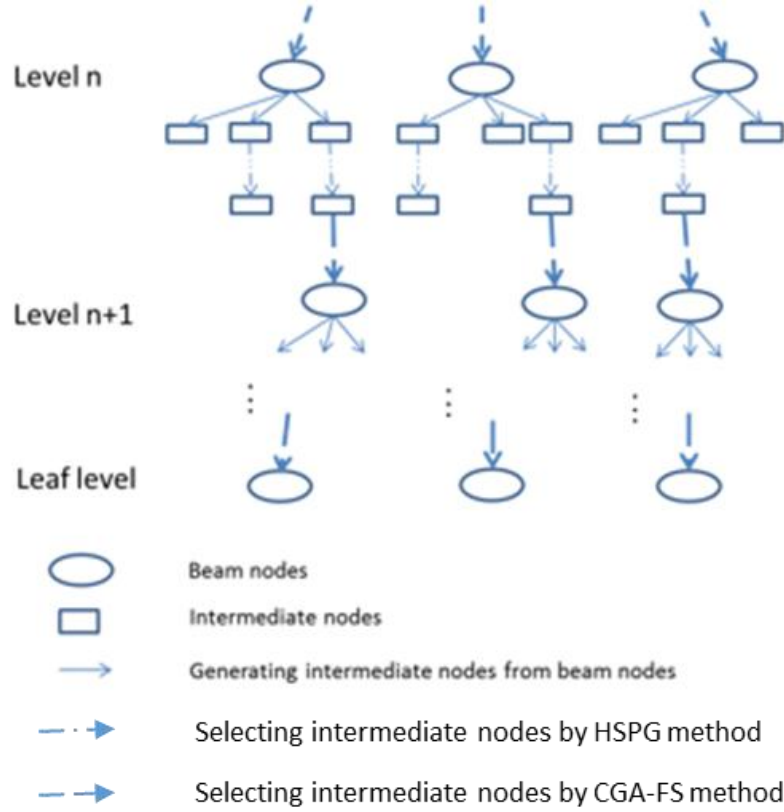 Level n
Level n+1
⋮ ⋮ ⋮
Leaf level
Beam nodes
Intermediate nodes
Generating intermediate nodes from beam nodes
Selecting intermediate nodes by HSPG method
Selecting intermediate nodes by CGA-FS method